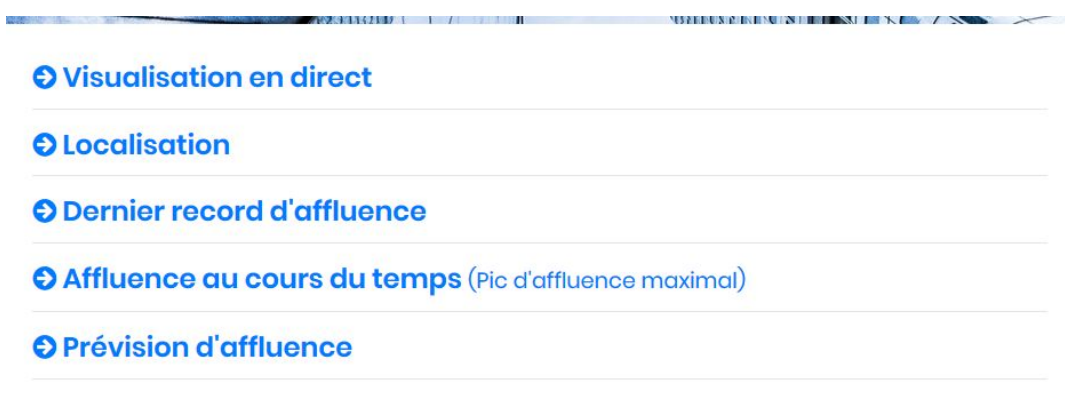 Visualisation en direct
Localisation
Dernier record d'affluence
Affluence au cours du temps (Pic d'affluence maximal)
Prévision d'affluence